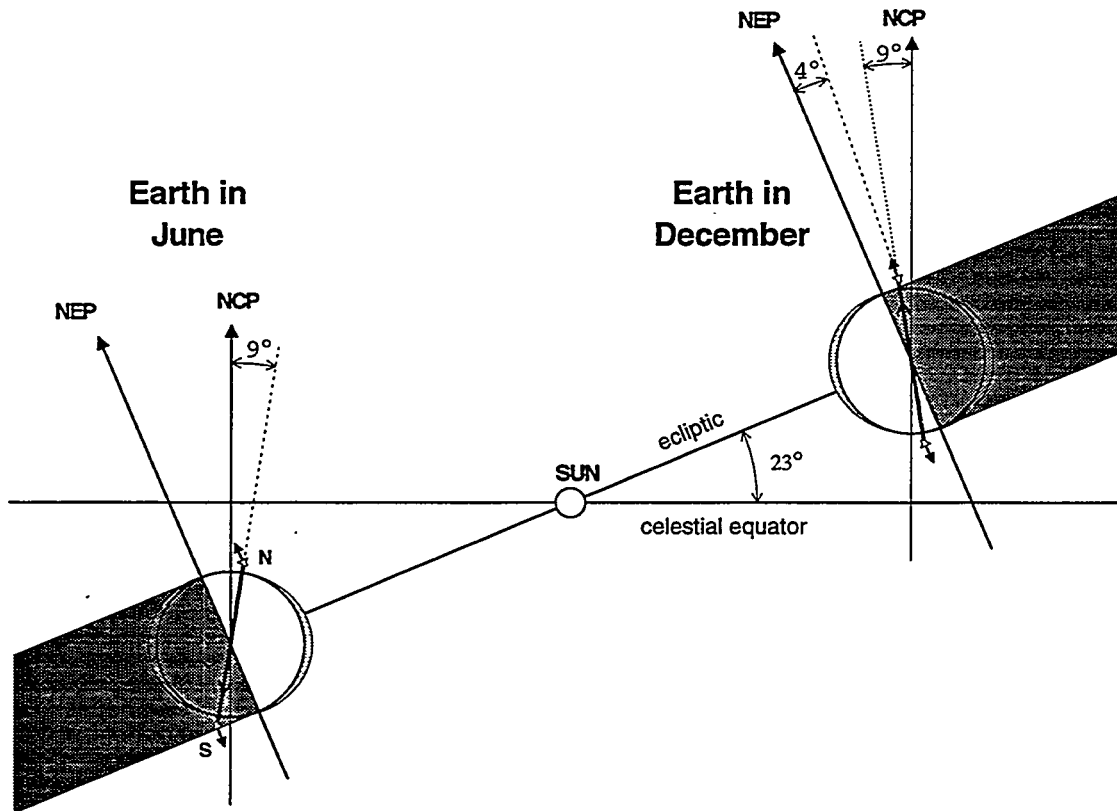 NEP
NCP
4°
9°
Earth in
June
Earth in
December
NEP
NCP
9°
ecliptic
SUN
23°
celestial equator
N
S